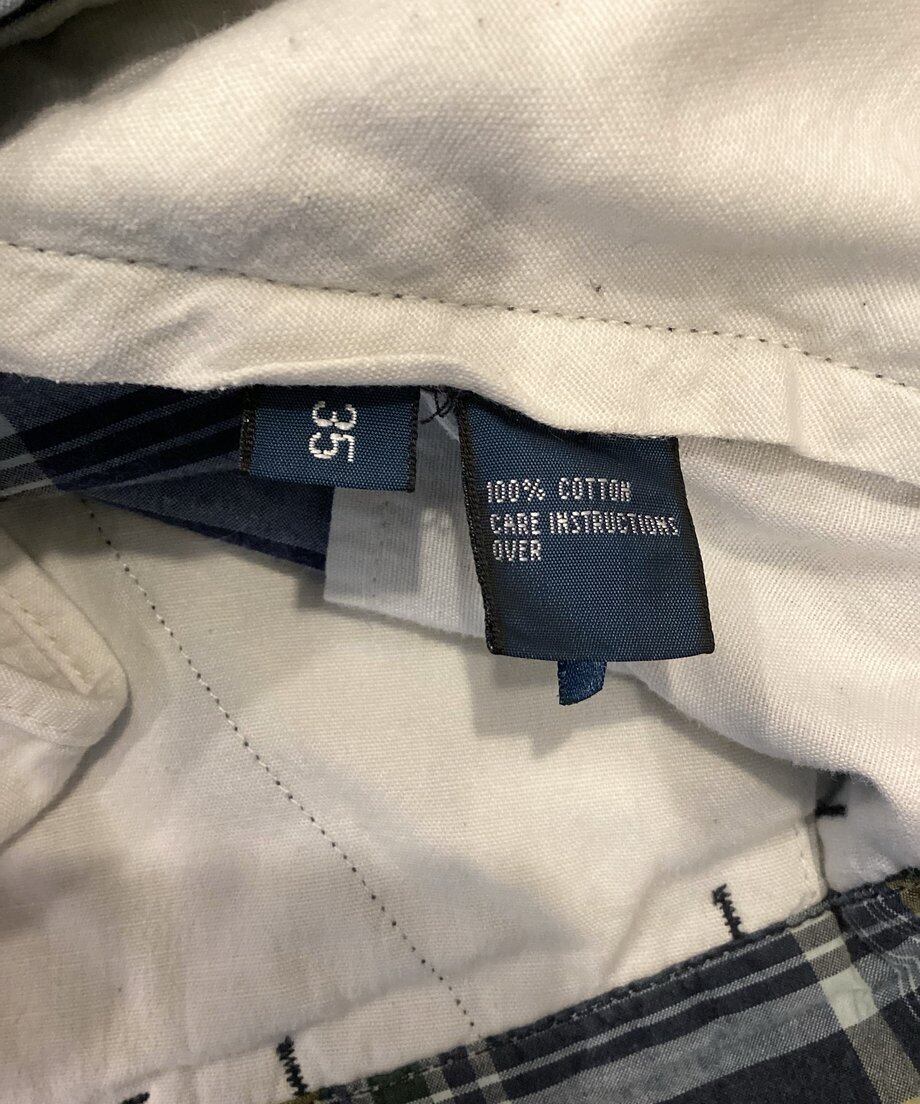 35
100% COTTON
CARE INSTRUCTIONS
OVER